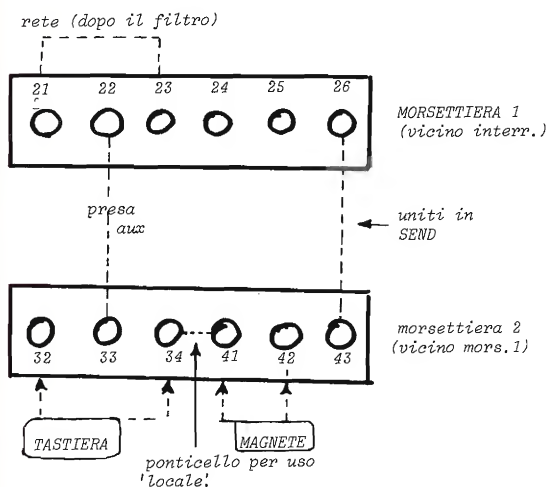 rete (dopo il filtro)
21 22 23 24 25 26
MORSETTIERA 1
(vicino interr.)
presa
aux
uniti in
SEND
32 33 34 41 42 43
morsettiera 2
(vicino mors.1)
TASTIERA
MAGNETE
ponticello per uso
'locale'.